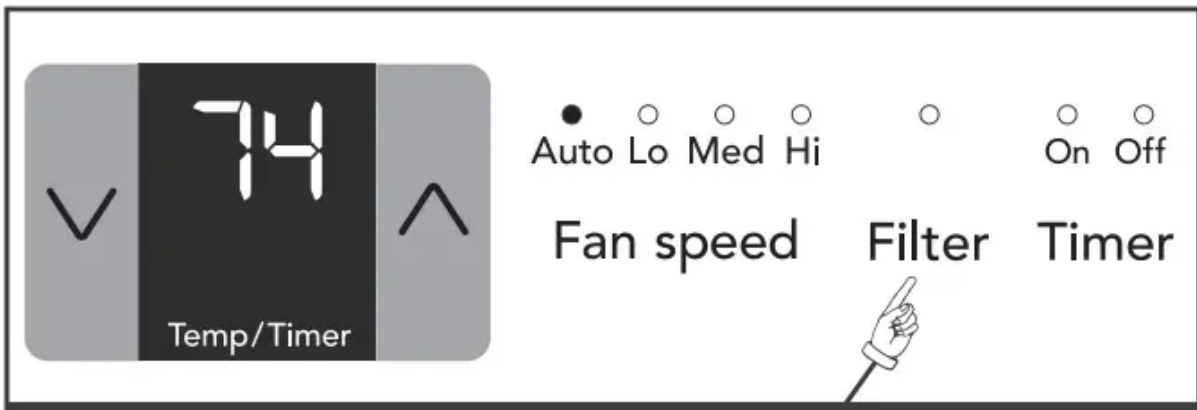 74
Auto Lo Med Hi
On Off
Fan speed
Filter
Timer
Temp/Timer